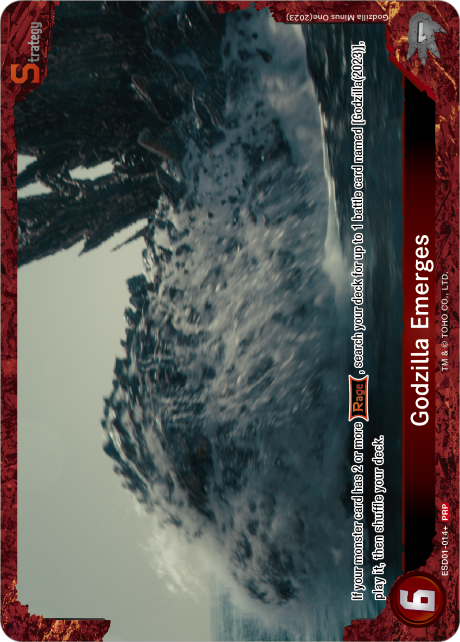 Strategy
Godzilla Minus One(2023)
1
If your monster card has 2 or more Rage, search your deck for up to 1 battle card named [Godzilla(2023)],
play it, then shuffle your deck.
6
Godzilla Emerges
ESD01-014+ PRP
TM & © TOHO CO., LTD.